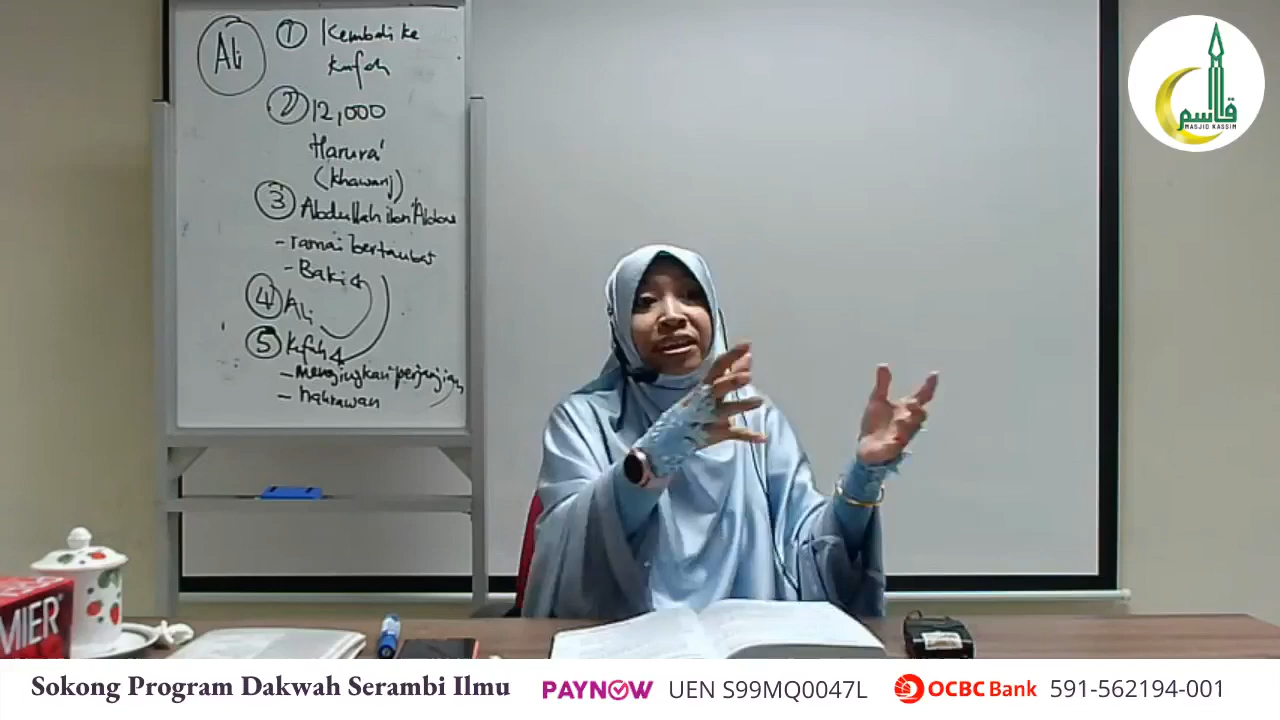 Ali
① Kembali ke
Kufah
② 12,000
Harura'
(Khawarij)
③ Abdullah ibn 'Abbas
- ramai bertaubat
- Baki
④ Ali
⑤ Kufah
- mengingkari perjanjian
- Nahrawan
قاسم
MASJID KASSIM
MIER
Sokong Program Dakwah Serambi Ilmu
PAYNOW UEN S99MQ0047L
OCBC Bank 591-562194-001